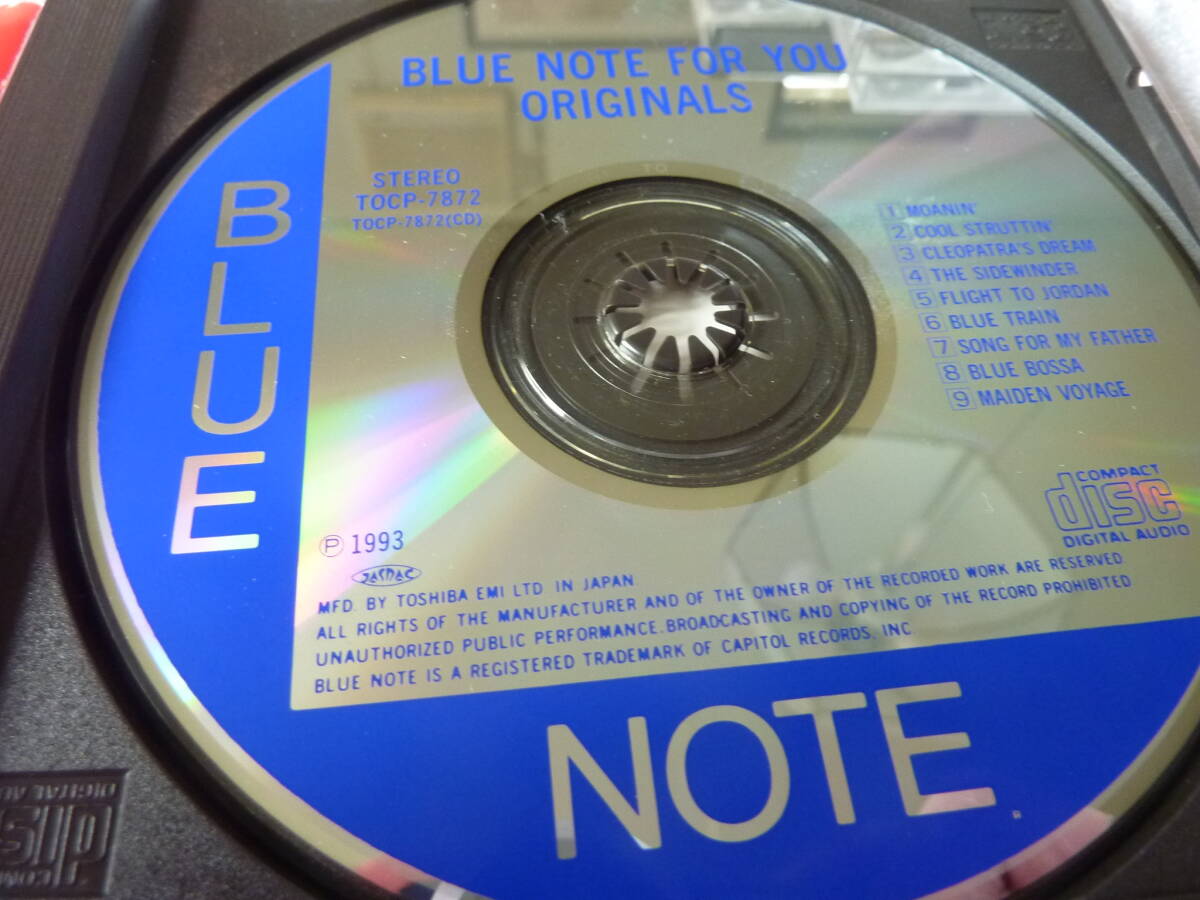 BLUE NOTE FOR YOU
ORIGINALS
BLUE
STEREO
TOCP-7872
TOCP-7872(CD)
1 MOANIN'
2 COOL STRUTTIN'
3 CLEOPATRA'S DREAM
4 THE SIDEWINDER
5 FLIGHT TO JORDAN
6 BLUE TRAIN
7 SONG FOR MY FATHER
8 BLUE BOSSA
9 MAIDEN VOYAGE
COMPACT
disc
DIGITAL AUDIO
Ⓟ 1993
JASRAC
MFD. BY TOSHIBA EMI LTD. IN JAPAN
ALL RIGHTS OF THE MANUFACTURER AND OF THE OWNER OF THE RECORDED WORK ARE RESERVED
UNAUTHORIZED PUBLIC PERFORMANCE.BROADCASTING AND COPYING OF THE RECORD PROHIBITED
BLUE NOTE IS A REGISTERED TRADEMARK OF CAPITOL RECORDS, INC
NOTE